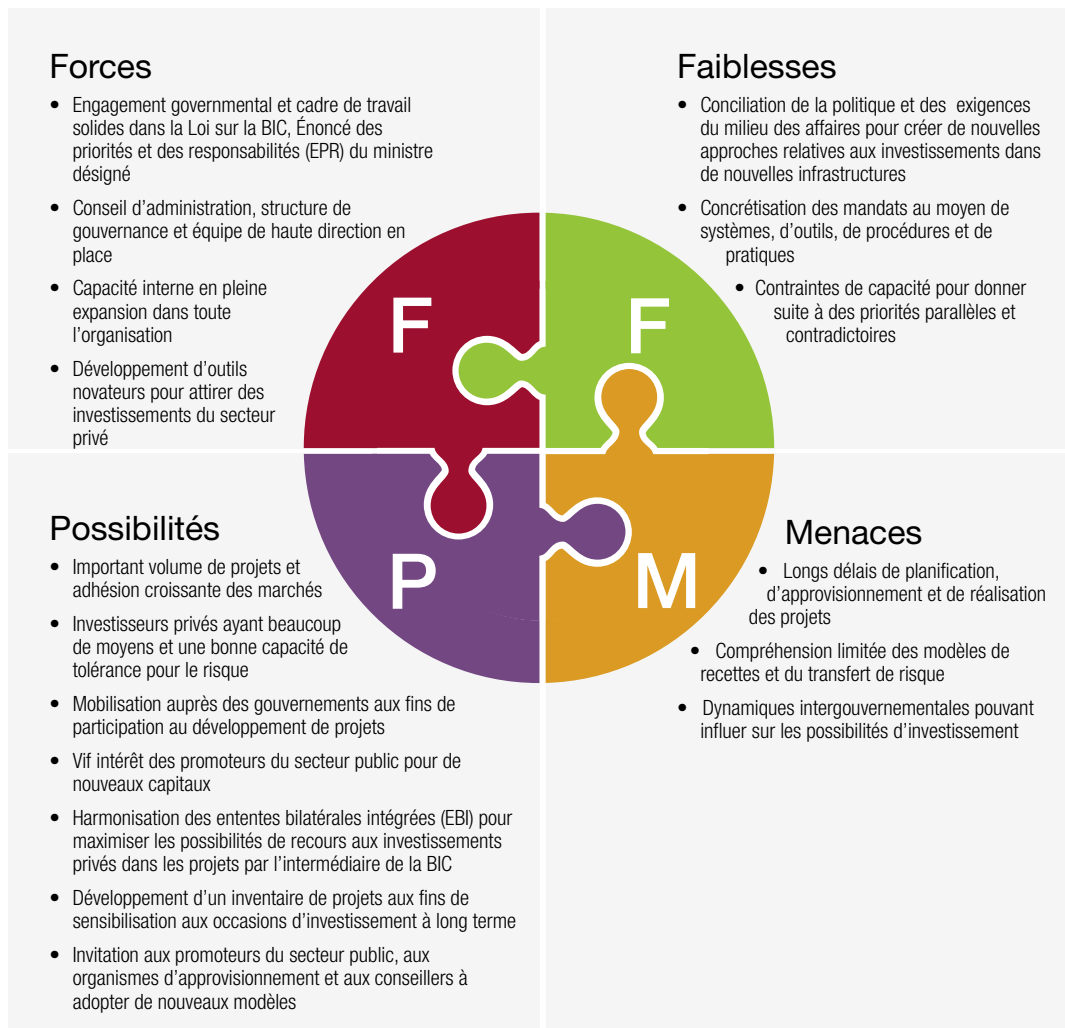 Forces
• Engagement governmental et cadre de travail
solides dans la Loi sur la BIC, Énoncé des
priorités et des responsabilités (EPR) du ministre
désigné
• Conseil d’administration, structure de
gouvernance et équipe de haute direction en
place
• Capacité interne en pleine
expansion dans toute
l’organisation
• Développement d’outils
novateurs pour attirer des
investissements du secteur
privé
Faiblesses
• Conciliation de la politique et des exigences
du milieu des affaires pour créer de nouvelles
approches relatives aux investissements dans
de nouvelles infrastructures
• Concrétisation des mandats au moyen de
systèmes, d’outils, de procédures et de
pratiques
• Contraintes de capacité pour donner
suite à des priorités parallèles et
contradictoires
F
F
P
M
Possibilités
• Important volume de projets et
adhésion croissante des marchés
• Investisseurs privés ayant beaucoup
de moyens et une bonne capacité de
tolérance pour le risque
• Mobilisation auprès des gouvernements aux fins de
participation au développement de projets
• Vif intérêt des promoteurs du secteur public pour de
nouveaux capitaux
• Harmonisation des ententes bilatérales intégrées (EBI) pour
maximiser les possibilités de recours aux investissements
privés dans les projets par l’intermédiaire de la BIC
• Développement d’un inventaire de projets aux fins de
sensibilisation aux occasions d’investissement à long terme
• Invitation aux promoteurs du secteur public, aux
organismes d’approvisionnement et aux conseillers à
adopter de nouveaux modèles
Menaces
• Longs délais de planification,
d’approvisionnement et de réalisation
des projets
• Compréhension limitée des modèles de
recettes et du transfert de risque
• Dynamiques intergouvernementales pouvant
influer sur les possibilités d’investissement